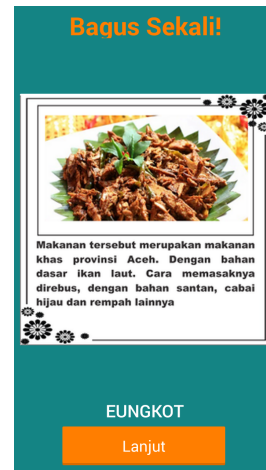 Bagus Sekali!
Makanan tersebut merupakan makanan
khas provinsi Aceh. Dengan bahan
dasar ikan laut. Cara memasaknya
direbus, dengan bahan santan, cabai
hijau dan rempah lainnya
EUNGKOT
Lanjut